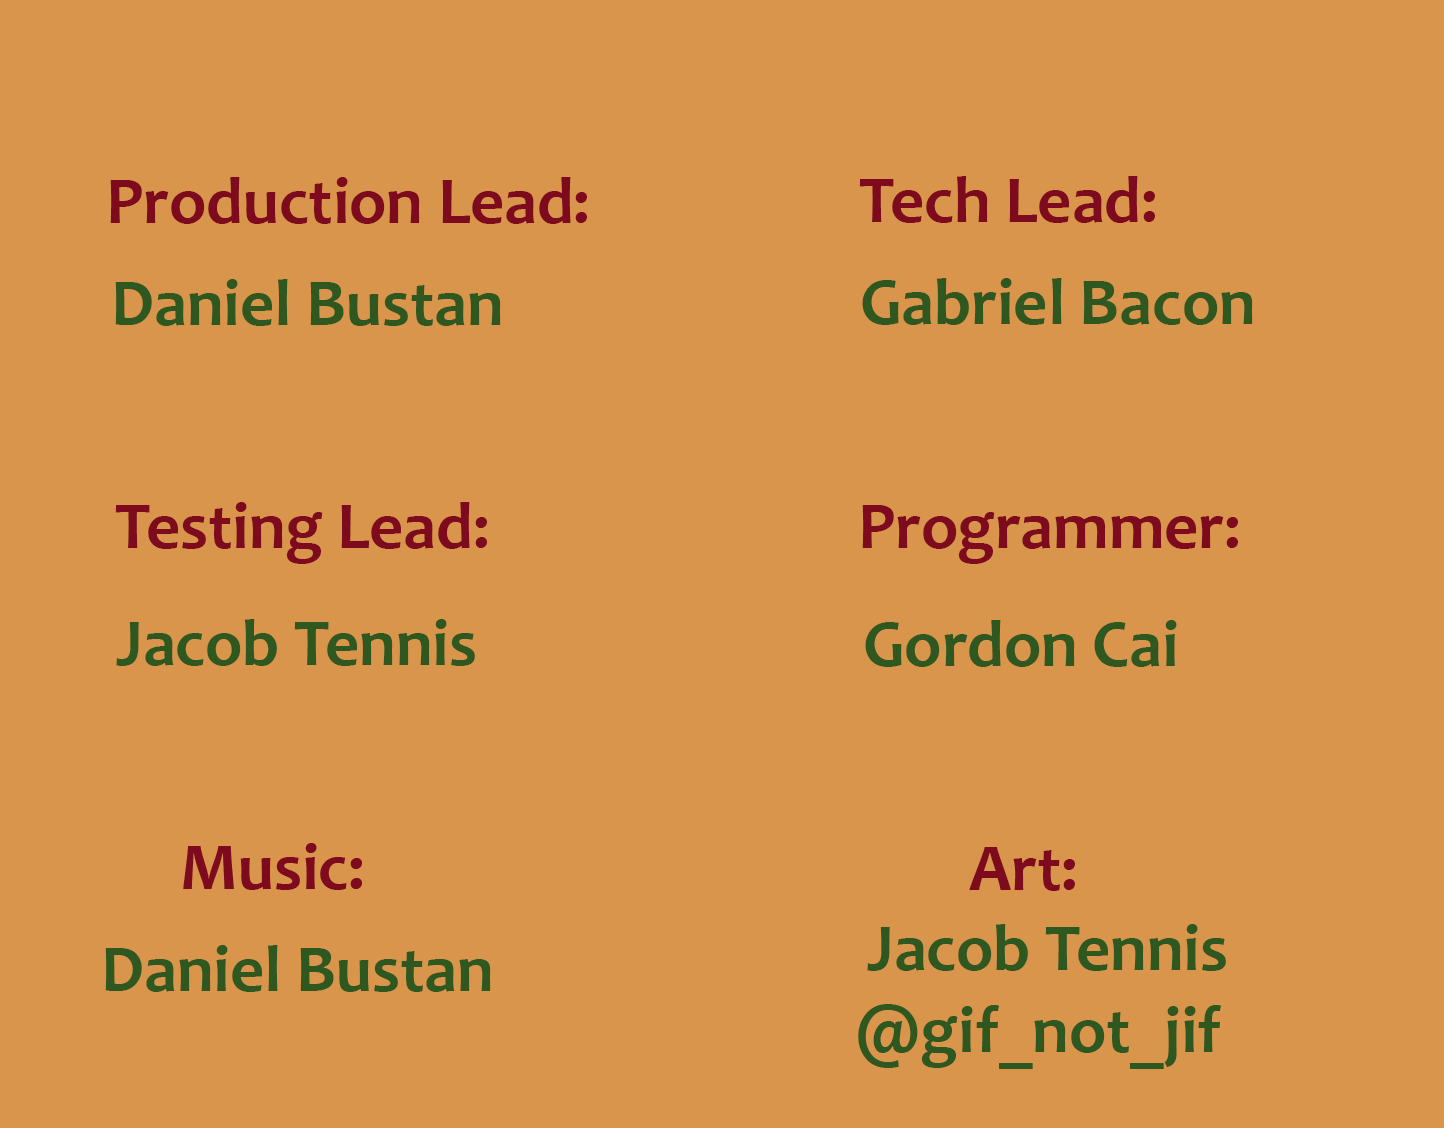 Production Lead:
Daniel Bustan
Tech Lead:
Gabriel Bacon
Testing Lead:
Jacob Tennis
Programmer:
Gordon Cai
Music:
Daniel Bustan
Art:
Jacob Tennis
@gif_not_jif